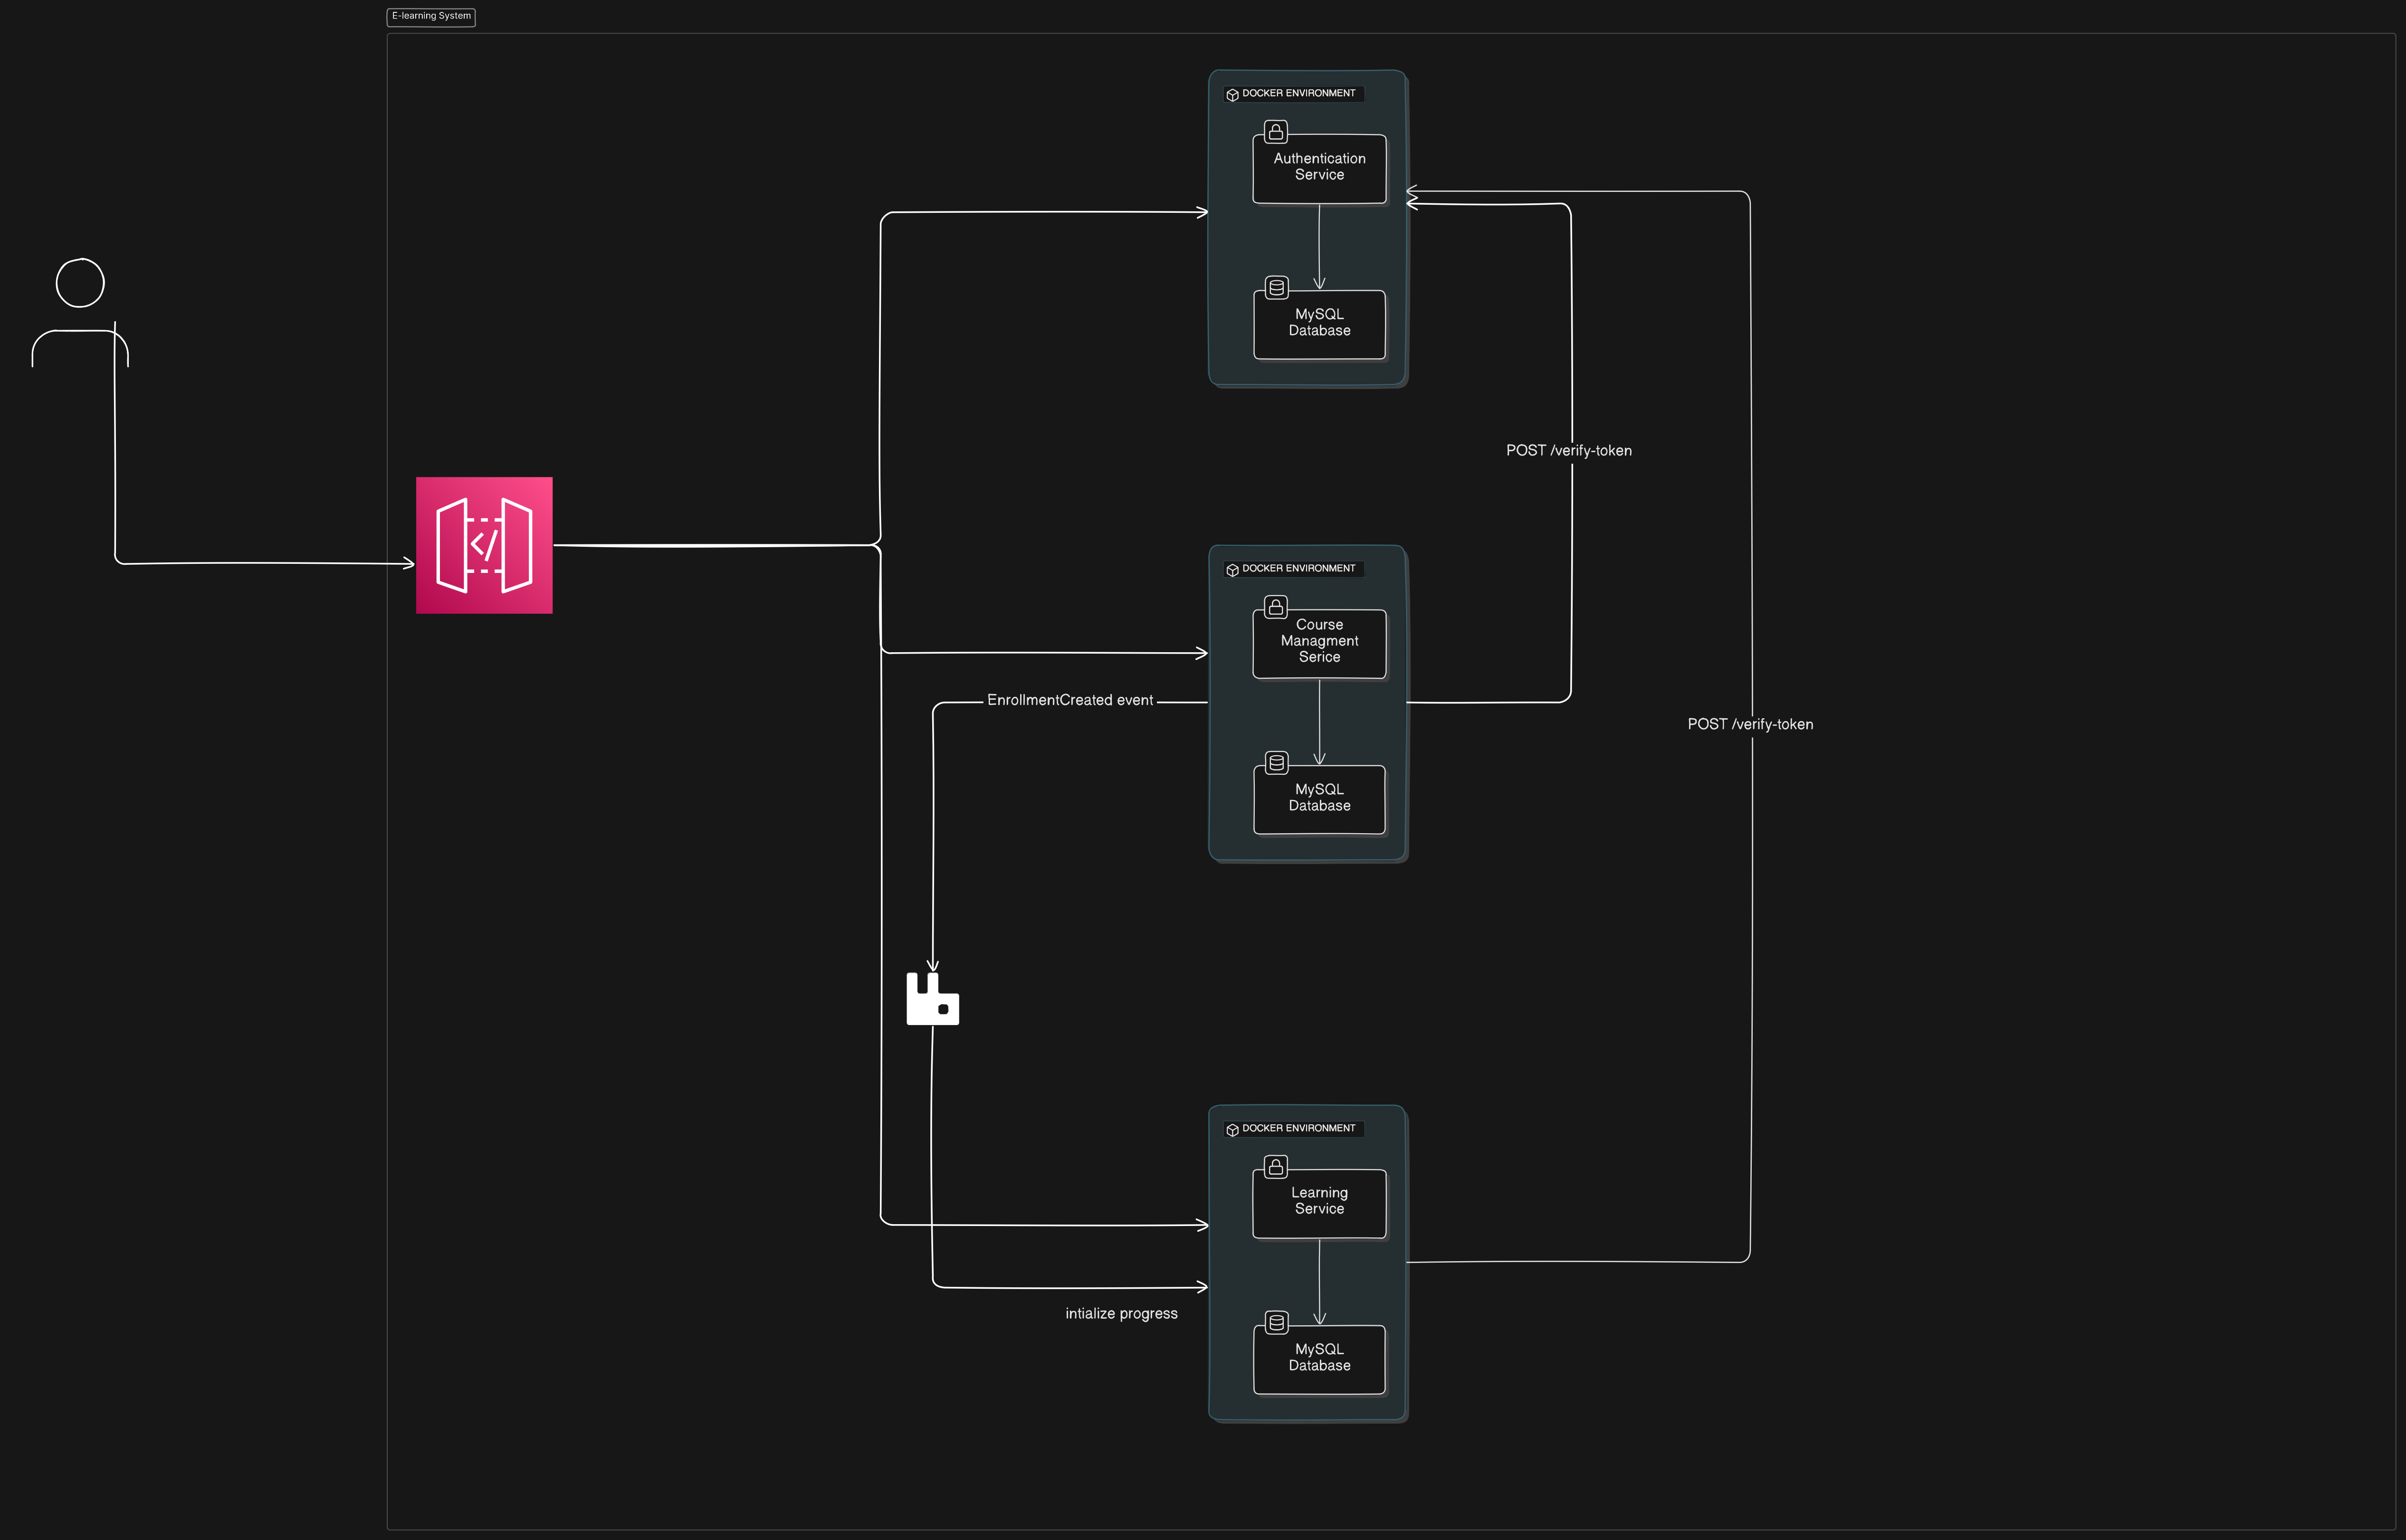 E-learning System
DOCKER ENVIRONMENT
Authentication
Service
MySQL
Database
POST /verify-token
DOCKER ENVIRONMENT
Course
Managment
Serice
EnrollmentCreated event
POST /verify-token
MySQL
Database
DOCKER ENVIRONMENT
Learning
Service
intialize progress
MySQL
Database